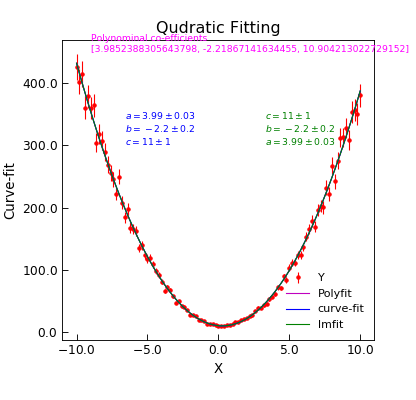 Qudratic Fitting
Polynominal co-efficients
[3.9852388305643798, -2.21867141634455, 10.904213022729152]
a = 3.99 ± 0.03
b = −2.2 ± 0.2
c = 11 ± 1
c = 11 ± 1
b = −2.2 ± 0.2
a = 3.99 ± 0.03
Curve-fit
400.0
300.0
200.0
100.0
0.0
Y
Polyfit
curve-fit
lmfit
−10.0 −5.0 0.0 5.0 10.0
X